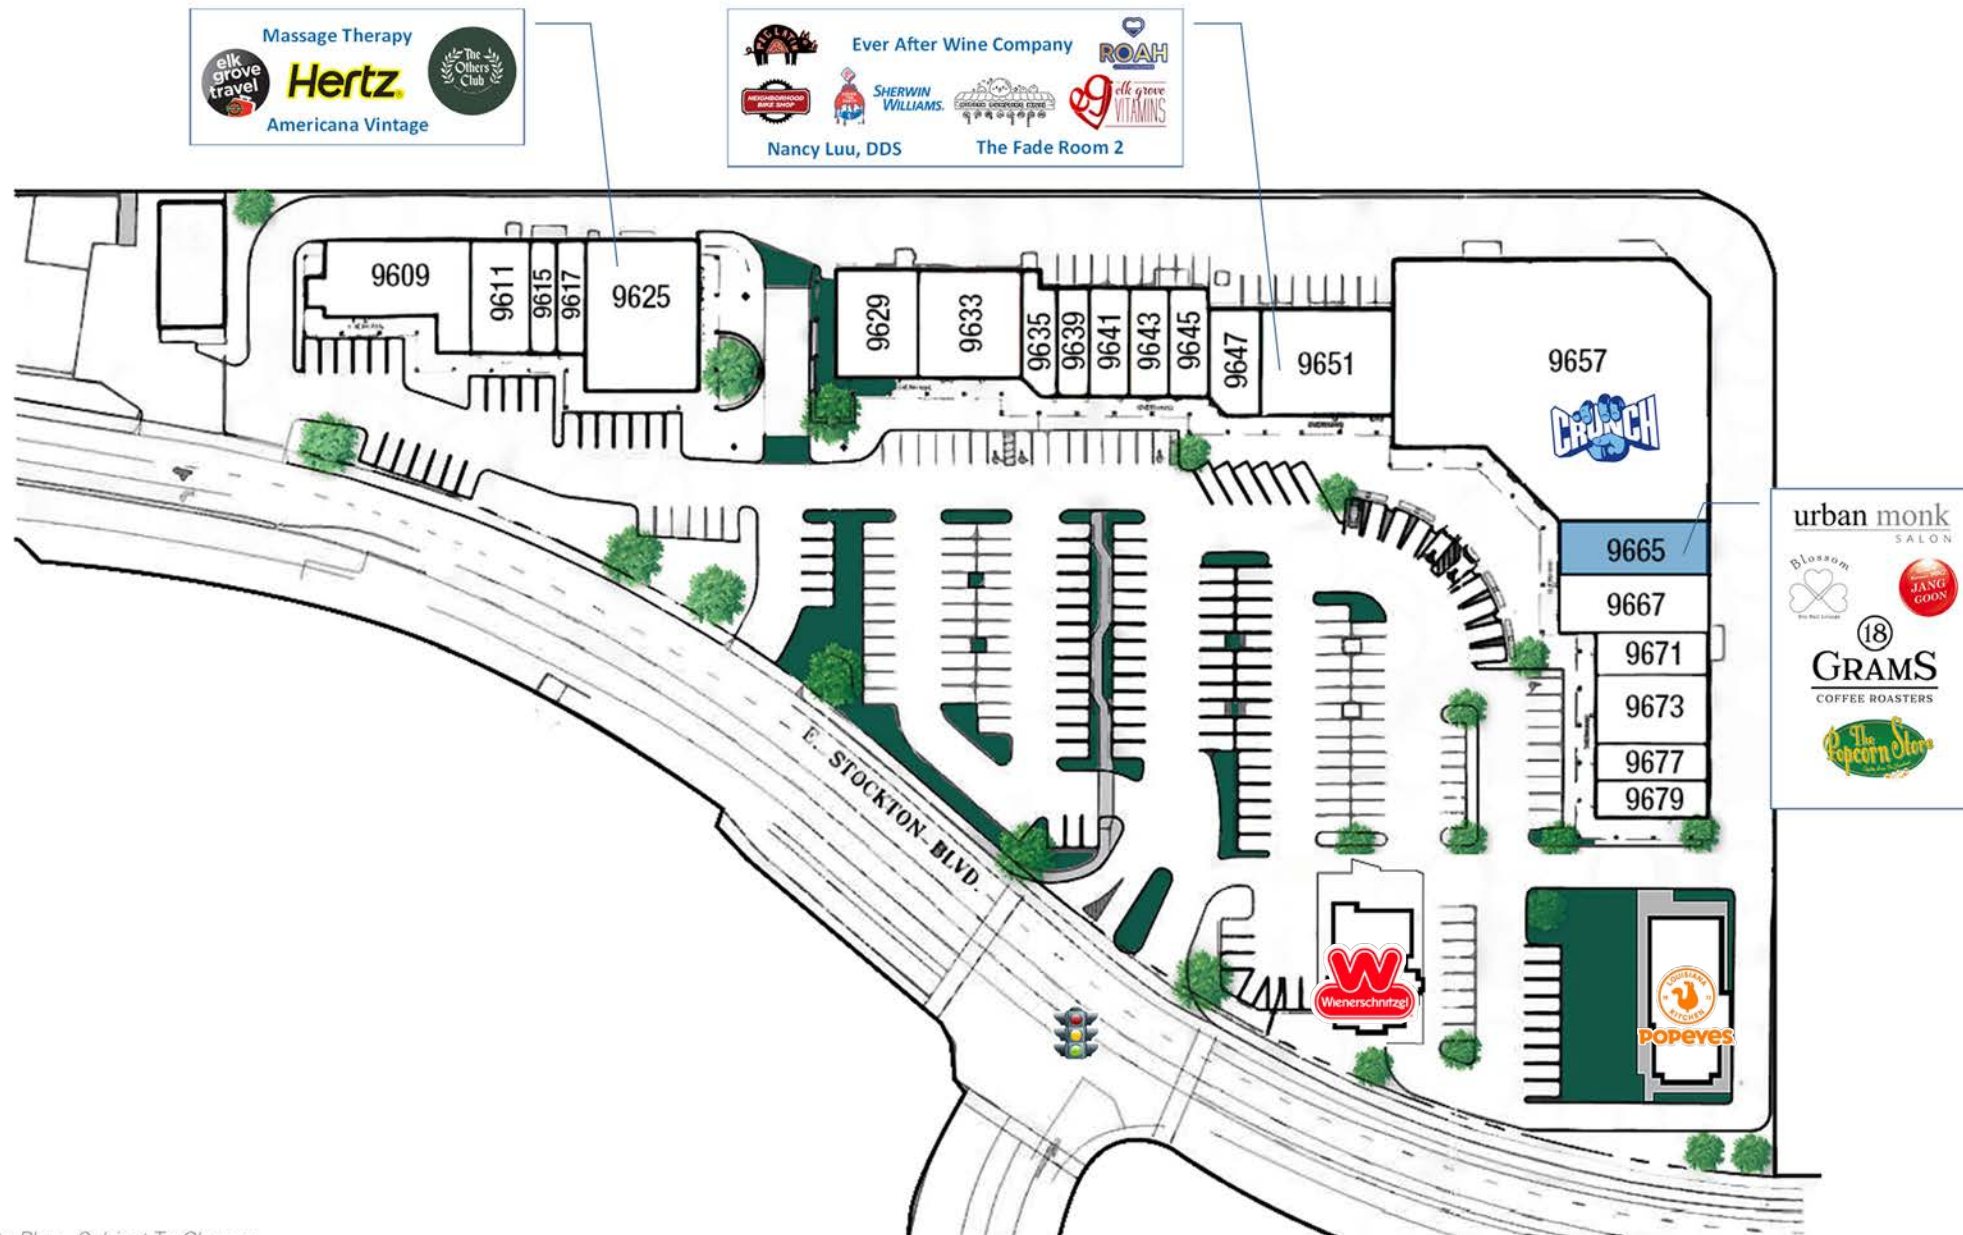 Massage Therapy
elk
grove
travel
Hertz
The
Others
Club
Americana Vintage
PIG LATIN
Ever After Wine Company
ROAH
NEIGHBORHOOD
BIKE SHOP
SHERWIN
WILLIAMS.
elk grove
VITAMINS
Nancy Luu, DDS
The Fade Room 2
9609
9611
9615
9617
9625
9629
9633
9635
9639
9641
9643
9645
9647
9651
9657
CRUNCH
9665
9667
9671
9673
9677
9679
urban monk
SALON
Blossom
JANG
GOON
18
GRAMS
COFFEE ROASTERS
The
Popcorn Store
E. STOCKTON BLVD.
W
Wienerschnitzel
LOUISIANA
KITCHEN
POPEYES